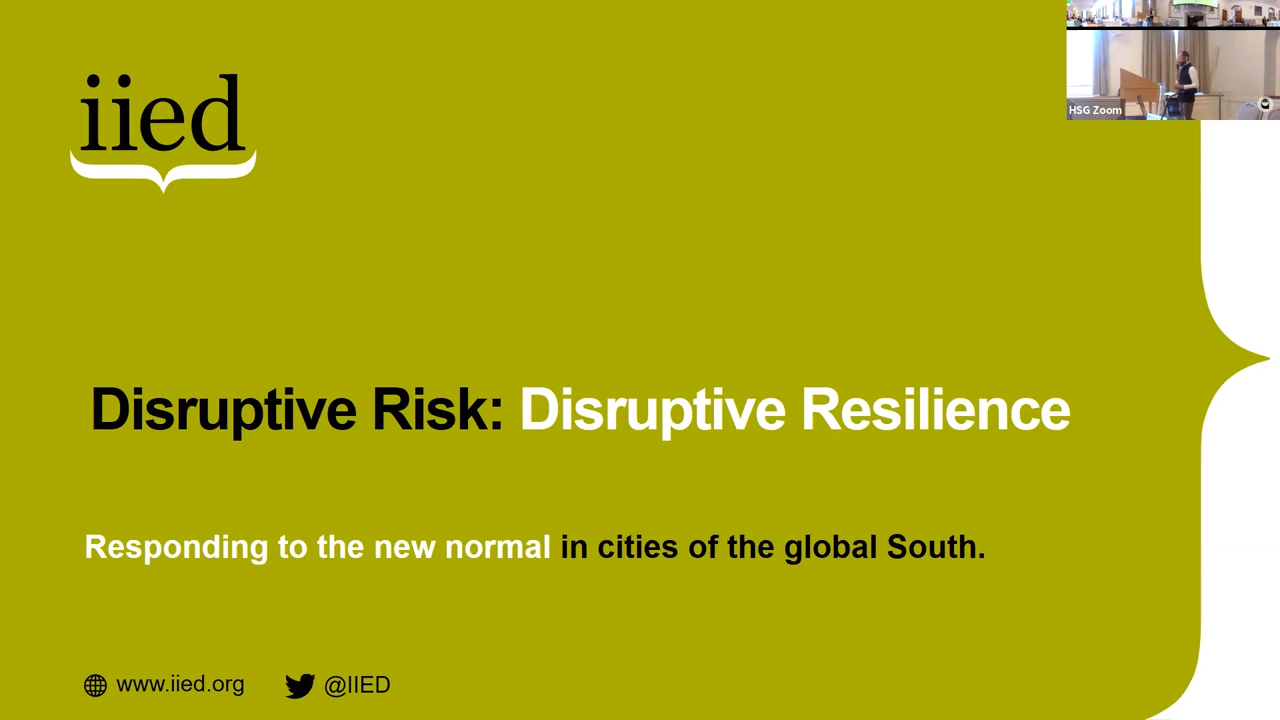 iied
HSG Zoom
Disruptive Risk: Disruptive Resilience
Responding to the new normal in cities of the global South.
www.iied.org @IIED